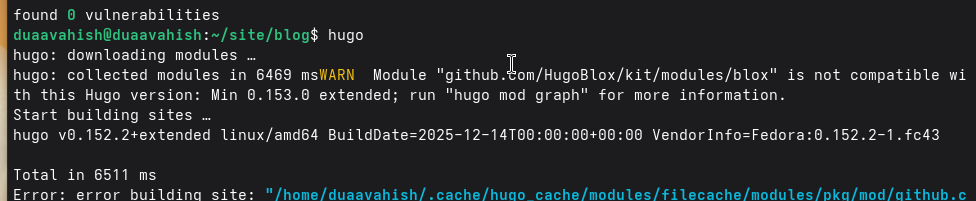 found 0 vulnerabilities
duaavahish@duaavahish:~/site/blog$ hugo
hugo: downloading modules …
hugo: collected modules in 6469 msWARN  Module "github.com/HugoBlox/kit/modules/blox" is not compatible wi
th this Hugo version: Min 0.153.0 extended; run "hugo mod graph" for more information.
Start building sites …
hugo v0.152.2+extended linux/amd64 BuildDate=2025-12-14T00:00:00+00:00 VendorInfo=Fedora:0.152.2-1.fc43
Total in 6511 ms
Error: error building site: "/home/duaavahish/.cache/hugo_cache/modules/filecache/modules/pkg/mod/github.c